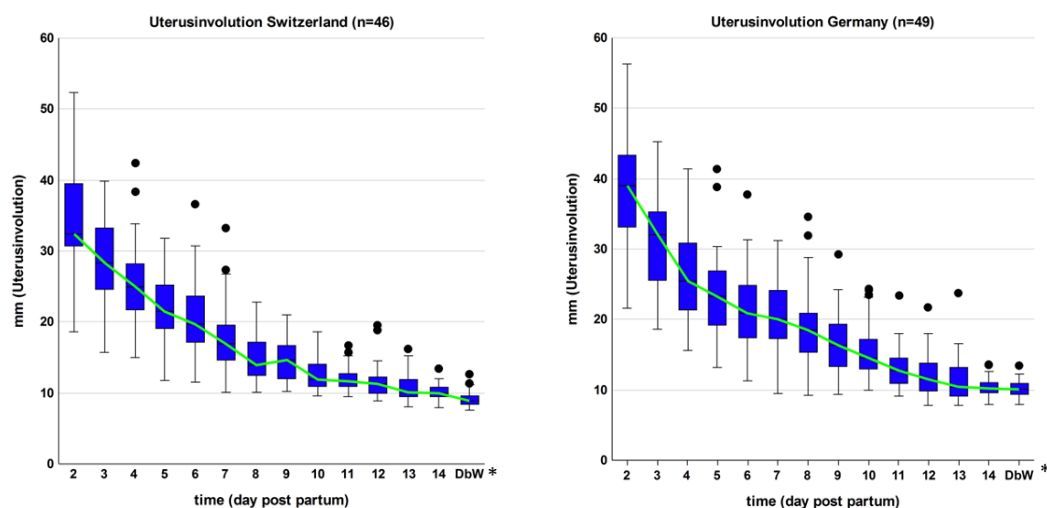 Uterusinvolution Switzerland (n=46)
60
50
40
30
20
10
0
mm (Uterusinvolution)
2 3 4 5 6 7 8 9 10 11 12 13 14 DbW *
time (day post partum)
Uterusinvolution Germany (n=49)
60
50
40
30
20
10
0
mm (Uterusinvolution)
2 3 4 5 6 7 8 9 10 11 12 13 14 DbW *
time (day post partum)